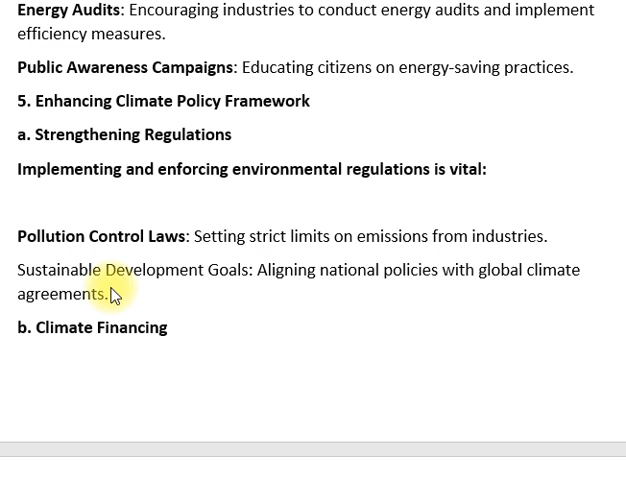 Energy Audits: Encouraging industries to conduct energy audits and implement
efficiency measures.
Public Awareness Campaigns: Educating citizens on energy-saving practices.
5. Enhancing Climate Policy Framework
a. Strengthening Regulations
Implementing and enforcing environmental regulations is vital:
Pollution Control Laws: Setting strict limits on emissions from industries.
Sustainable Development Goals: Aligning national policies with global climate
agreements.
b. Climate Financing